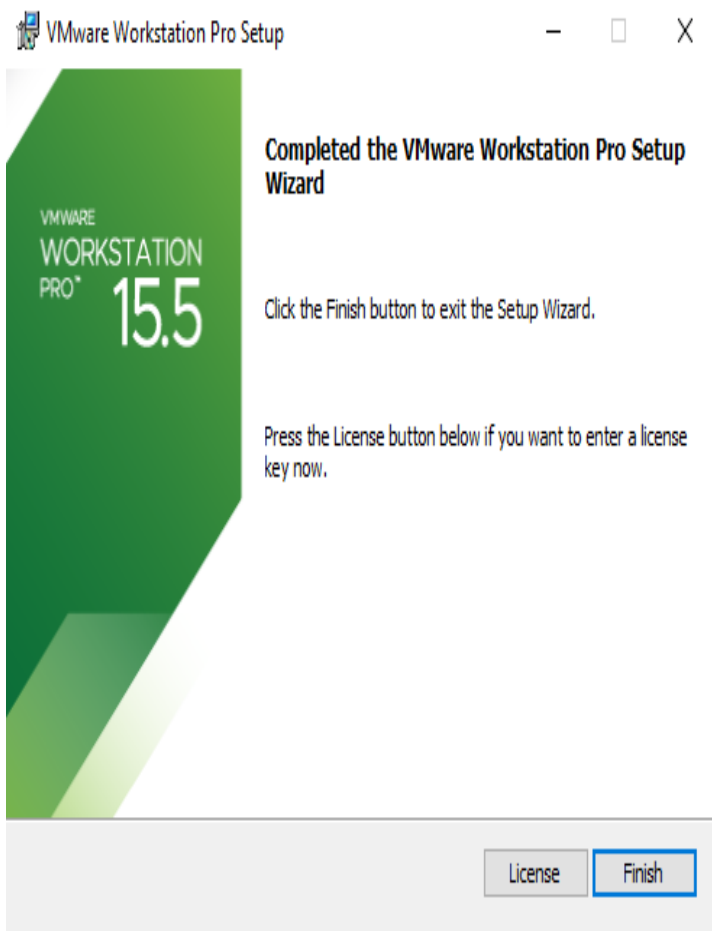 VMware Workstation Pro Setup
Completed the VMware Workstation Pro Setup
Wizard
VMWARE
WORKSTATION
PRO™
15.5
Click the Finish button to exit the Setup Wizard.
Press the License button below if you want to enter a license
key now.
License
Finish